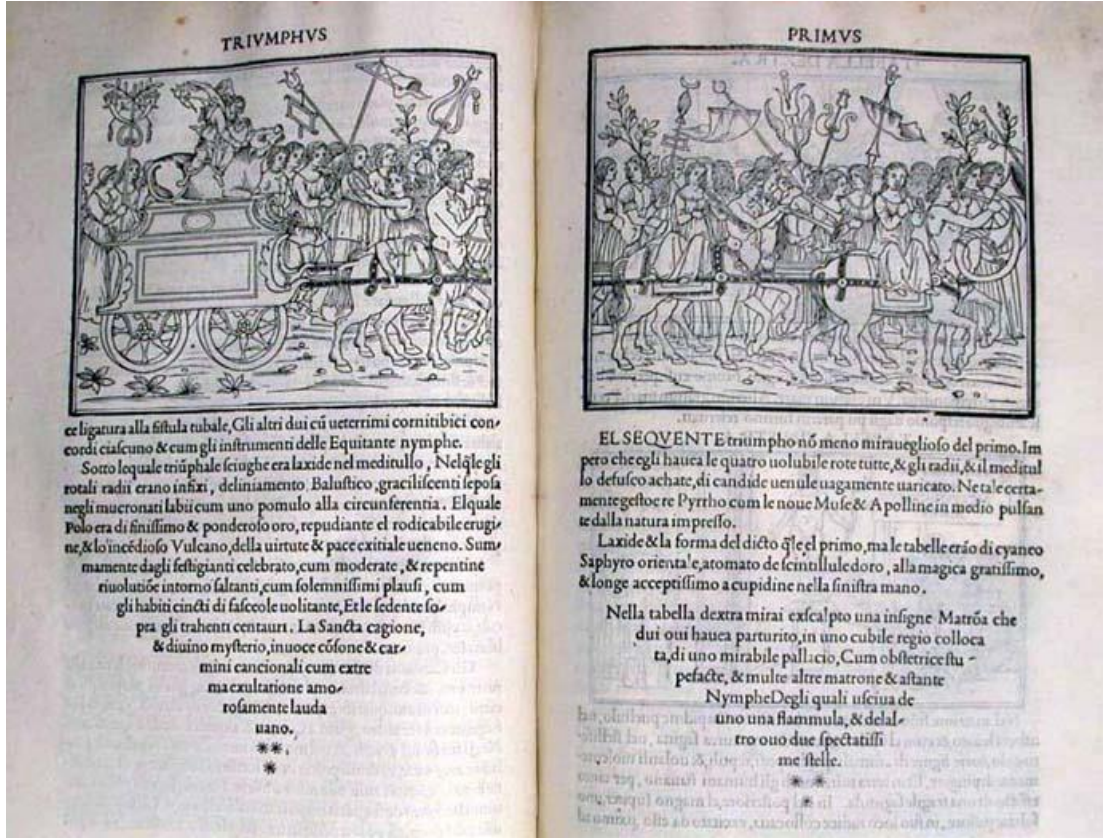 TRIVMPHVS
ce ligatura alla fistula tubale, Gli altri dui cũ ueterrimi cornitibici con-
cordi ciascuno & cum gli instrumenti delle Equitante nymphe.
Sotto lequale triũphale seiughe era laxide nel meditullo, Nelq̃le gli
rotali radii erano infixi, deliniamento Balustico, graciliscenti seposa
negli mucronati labii cum uno pomulo alla circunferentia. Elquale
Polo era di finissimo & ponderoso oro, repudiante el rodicabile erugi-
ne, & lo incẽdioso Vulcano, della uirtute & pace exitiale ueneno. Sum-
mamente dagli festigianti celebrato, cum moderate, & repentine
riuolutiõe intorno saltanti, cum solemnissimi plausi, cum
gli habiti cincti di fasceole uolitante, Et le sedente so-
pra gli trahenti centauri. La Sancta cagione,
& diuino mysterio, inuoce cõsone & car-
mini cancionali cum extre
ma exultatione amo-
rosamente lauda
uano.
**.
*
PRIMVS
EL SEQVENTE triumpho nõ meno miraueglioso del primo. Im
pero che egli hauea le quatro uolubile rote tutte, & gli radii, & il meditul
lo defusco achate, di candide uenule uagamente uaricato. Ne tale certa-
mente gestoe re Pyrrho cum le noue Muse & Apolline in medio pulsan
te dalla natura impresso.
Laxide & la forma del dicto q̃le el primo, ma le tabelle erão di cyaneo
Saphyro orientale, atomato de scintillule doro, alla magica gratissimo,
& longe acceptissimo a cupidine nella sinistra mano.
Nella tabella dextra mirai exscalpto una insigne Matrõa che
dui oui hauea parturito, in uno cubile regio colloca
ta, di uno mirabile pallacio, Cum obstetrice stu-
pefacte, & multe altre matrone & astante
Nymphe Degli quali usciua de
uno una flammula, & delal-
tro ouo due spectatissi
me stelle.
* *
*